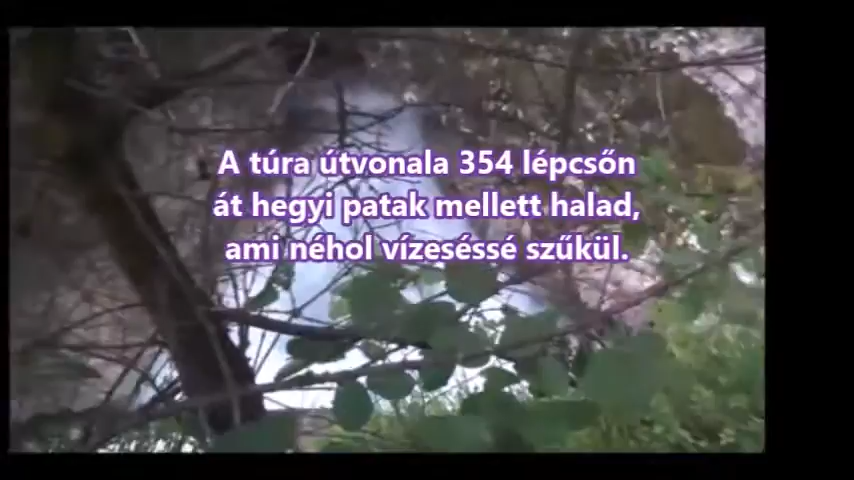 A túra útvonala 354 lépcsőn
át hegyi patak mellett halad,
ami néhol vízeséssé szűkül.